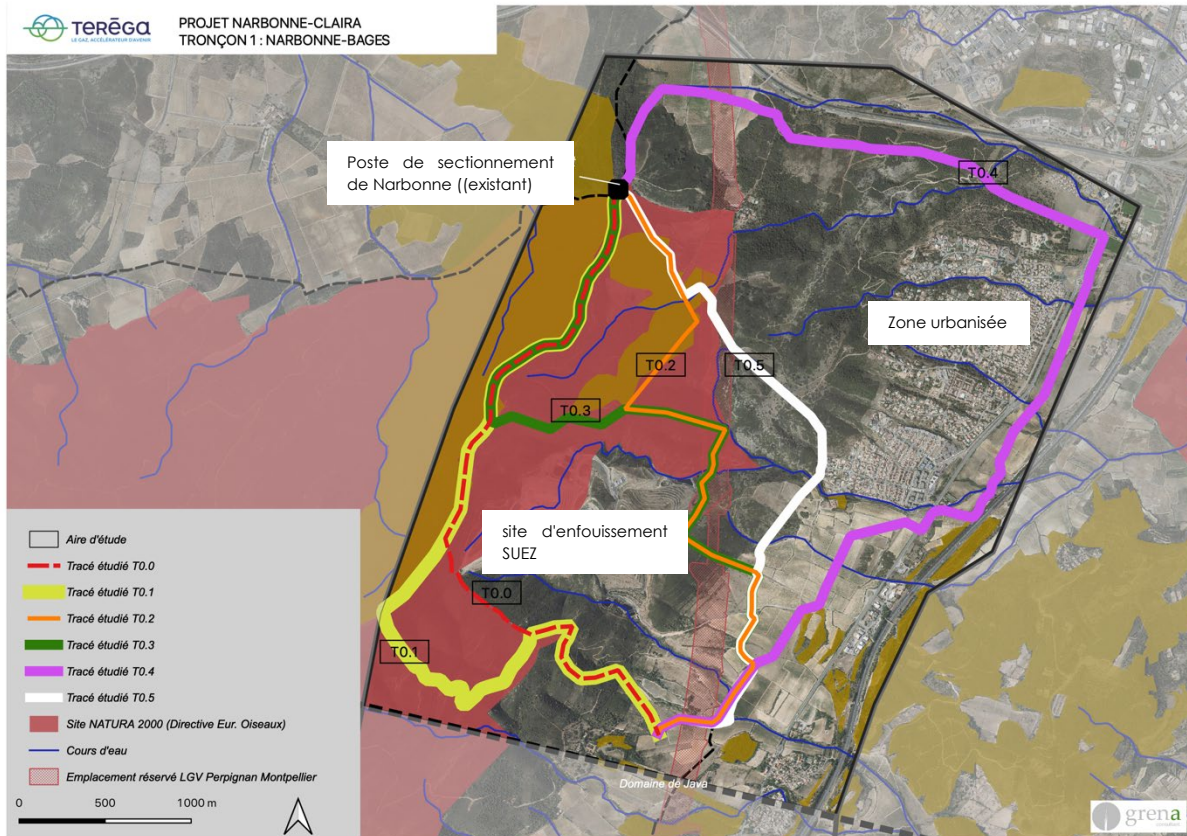 TERĒGA
LE GAZ, ACCÉLÉRATEUR D'AVENIR
PROJET NARBONNE-CLAIRA
TRONÇON 1 : NARBONNE-BAGES
Poste de sectionnement
de Narbonne ((existant)
T0.4
Zone urbanisée
T0.2
T0.5
T0.3
site d'enfouissement
SUEZ
T0.0
T0.1
Domaine de Java
Aire d'étude
Tracé étudié T0.0
Tracé étudié T0.1
Tracé étudié T0.2
Tracé étudié T0.3
Tracé étudié T0.4
Tracé étudié T0.5
Site NATURA 2000 (Directive Eur. Oiseaux)
Cours d'eau
Emplacement réservé LGV Perpignan Montpellier
0 500 1000 m
grena